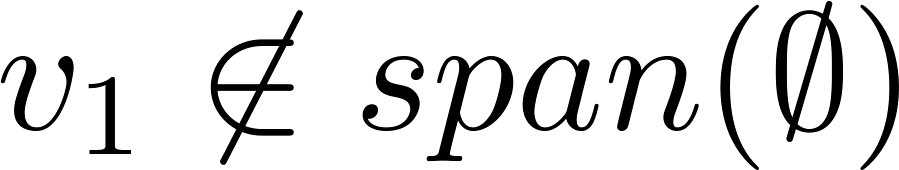 v₁ ∉ span(∅)